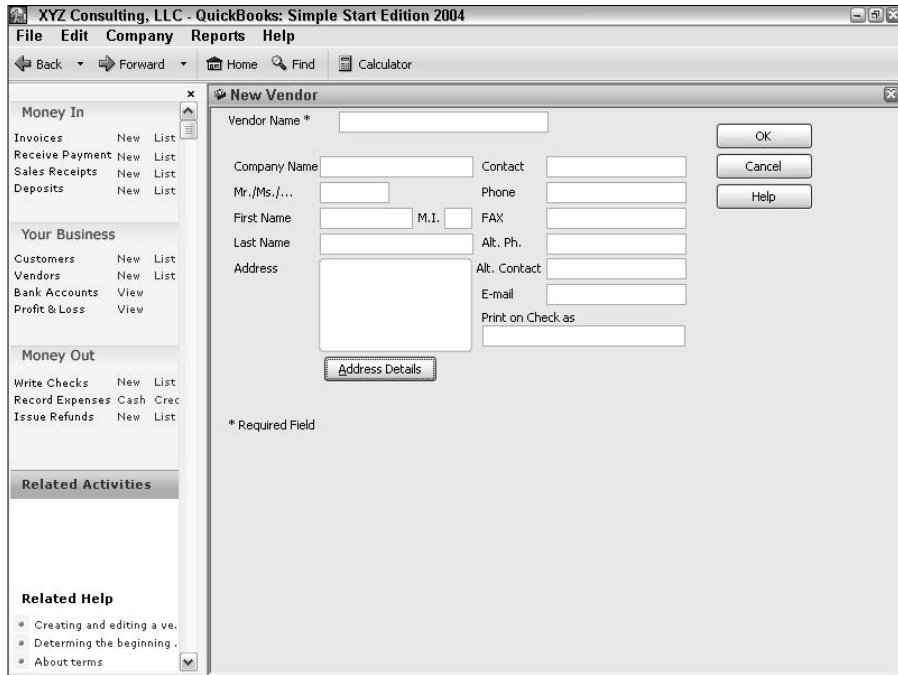 XYZ Consulting, LLC - QuickBooks: Simple Start Edition 2004
File Edit Company Reports Help
Back Forward Home Find Calculator
Money In
Invoices New List
Receive Payment New List
Sales Receipts New List
Deposits New List
Your Business
Customers New List
Vendors New List
Bank Accounts View
Profit & Loss View
Money Out
Write Checks New List
Record Expenses Cash Cred
Issue Refunds New List
Related Activities
Related Help
Creating and editing a ve.
Determing the beginning .
About terms
New Vendor
Vendor Name *
Company Name
Mr./Ms./...
First Name M.I.
Last Name
Address
Address Details
* Required Field
Contact
Phone
FAX
Alt. Ph.
Alt. Contact
E-mail
Print on Check as
OK
Cancel
Help